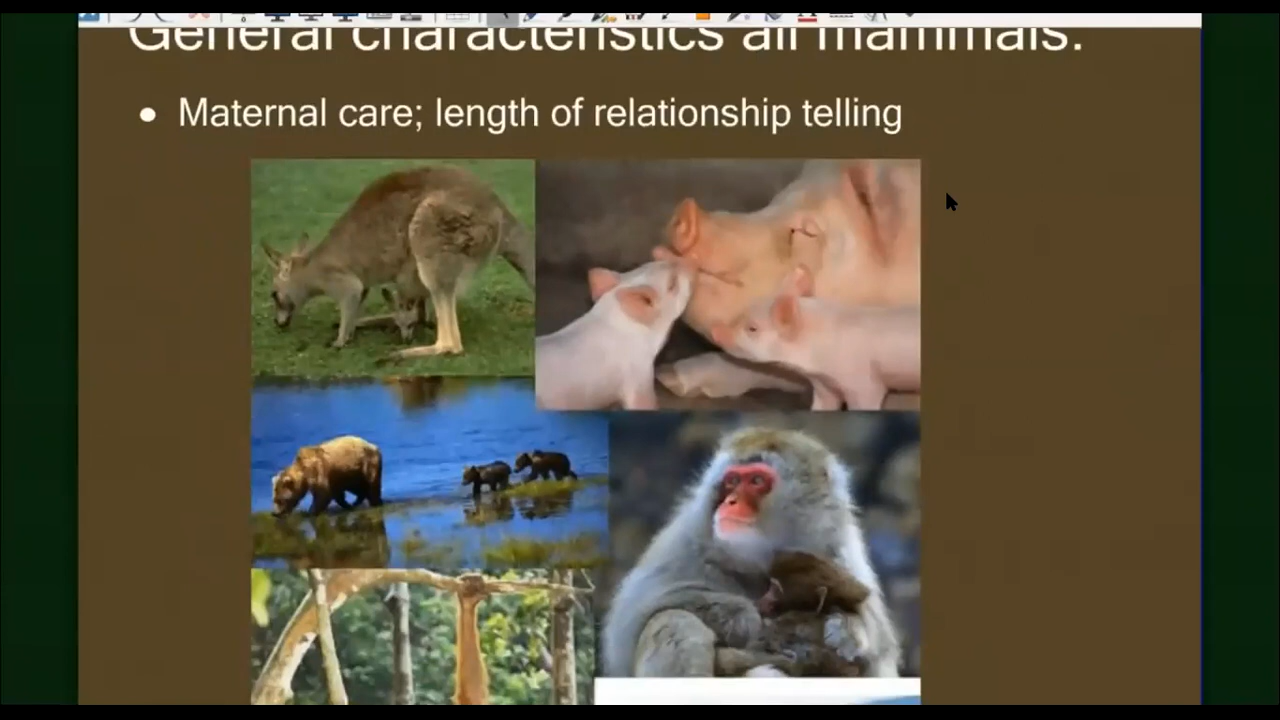 General characteristics all mammals:
• Maternal care; length of relationship telling